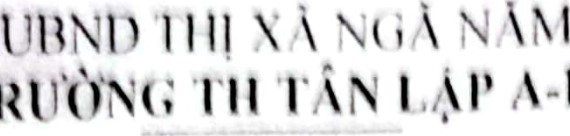 UBND THỊ XÃ NGÃ NĂM
RƯỜNG TH TÂN LẬP A-